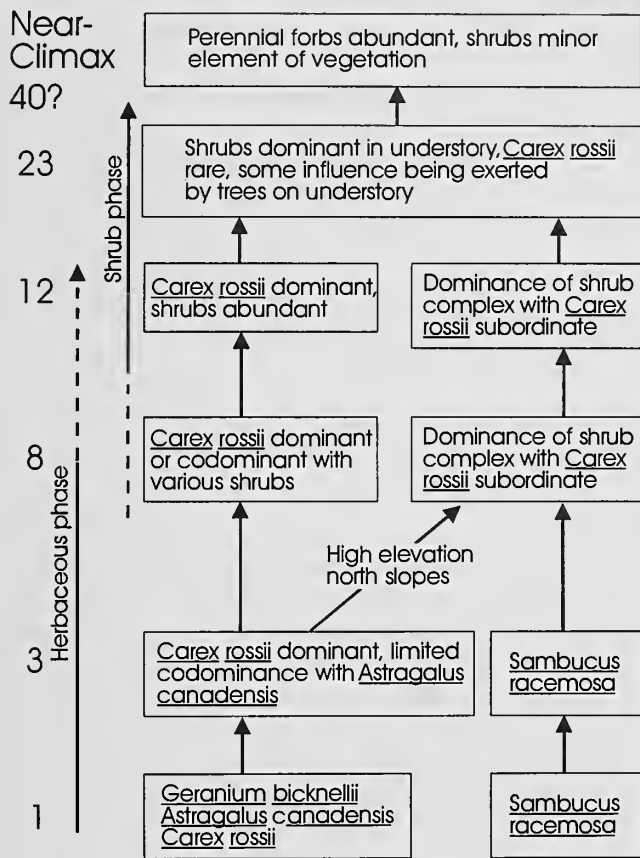 Near-
Climax
40?
Perennial forbs abundant, shrubs minor
element of vegetation
23
Shrubs dominant in understory, Carex rossii
rare, some influence being exerted
by trees on understory
Shrub phase
12
Carex rossii dominant,
shrubs abundant
Dominance of shrub
complex with Carex
rossii subordinate
8
Carex rossii dominant
or codominant with
various shrubs
Dominance of shrub
complex with Carex
rossii subordinate
Herbaceous phase
High elevation
north slopes
3
Carex rossii dominant, limited
codominance with Astragalus
canadensis
Sambucus
racemosa
1
Geranium bicknellii
Astragalus canadensis
Carex rossii
Sambucus
racemosa